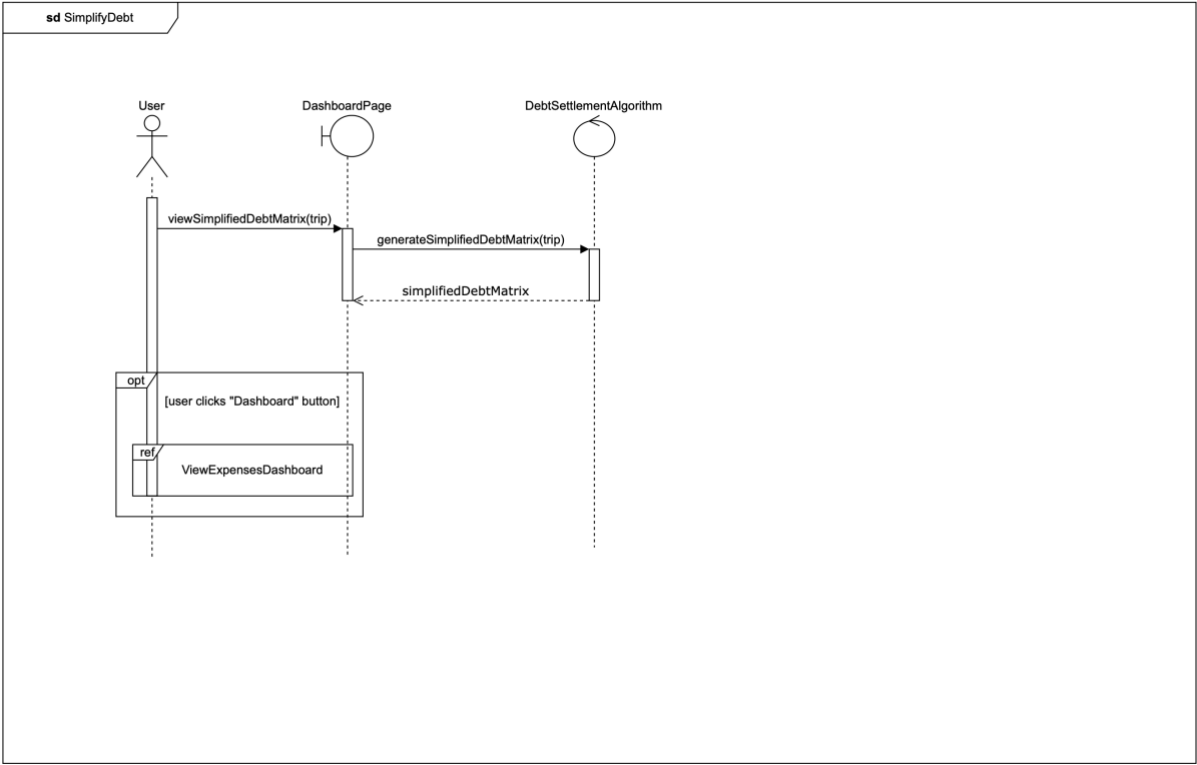 sd SimplifyDebt
User
DashboardPage
DebtSettlementAlgorithm
viewSimplifiedDebtMatrix(trip)
generateSimplifiedDebtMatrix(trip)
simplifiedDebtMatrix
opt
[user clicks "Dashboard" button]
ref
ViewExpensesDashboard